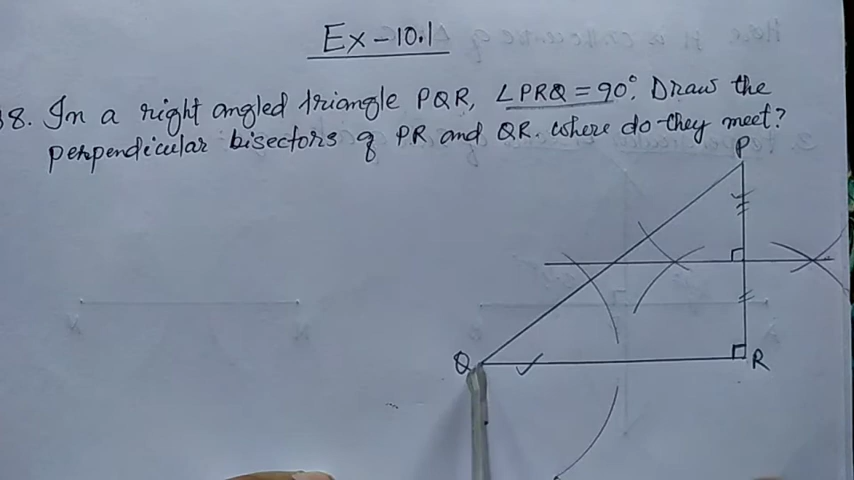 Ex-10.1
8. In a right angled triangle PQR, ∠PRQ = 90°. Draw the
perpendicular bisectors of PR and QR. Where do they meet?
P
Q
R